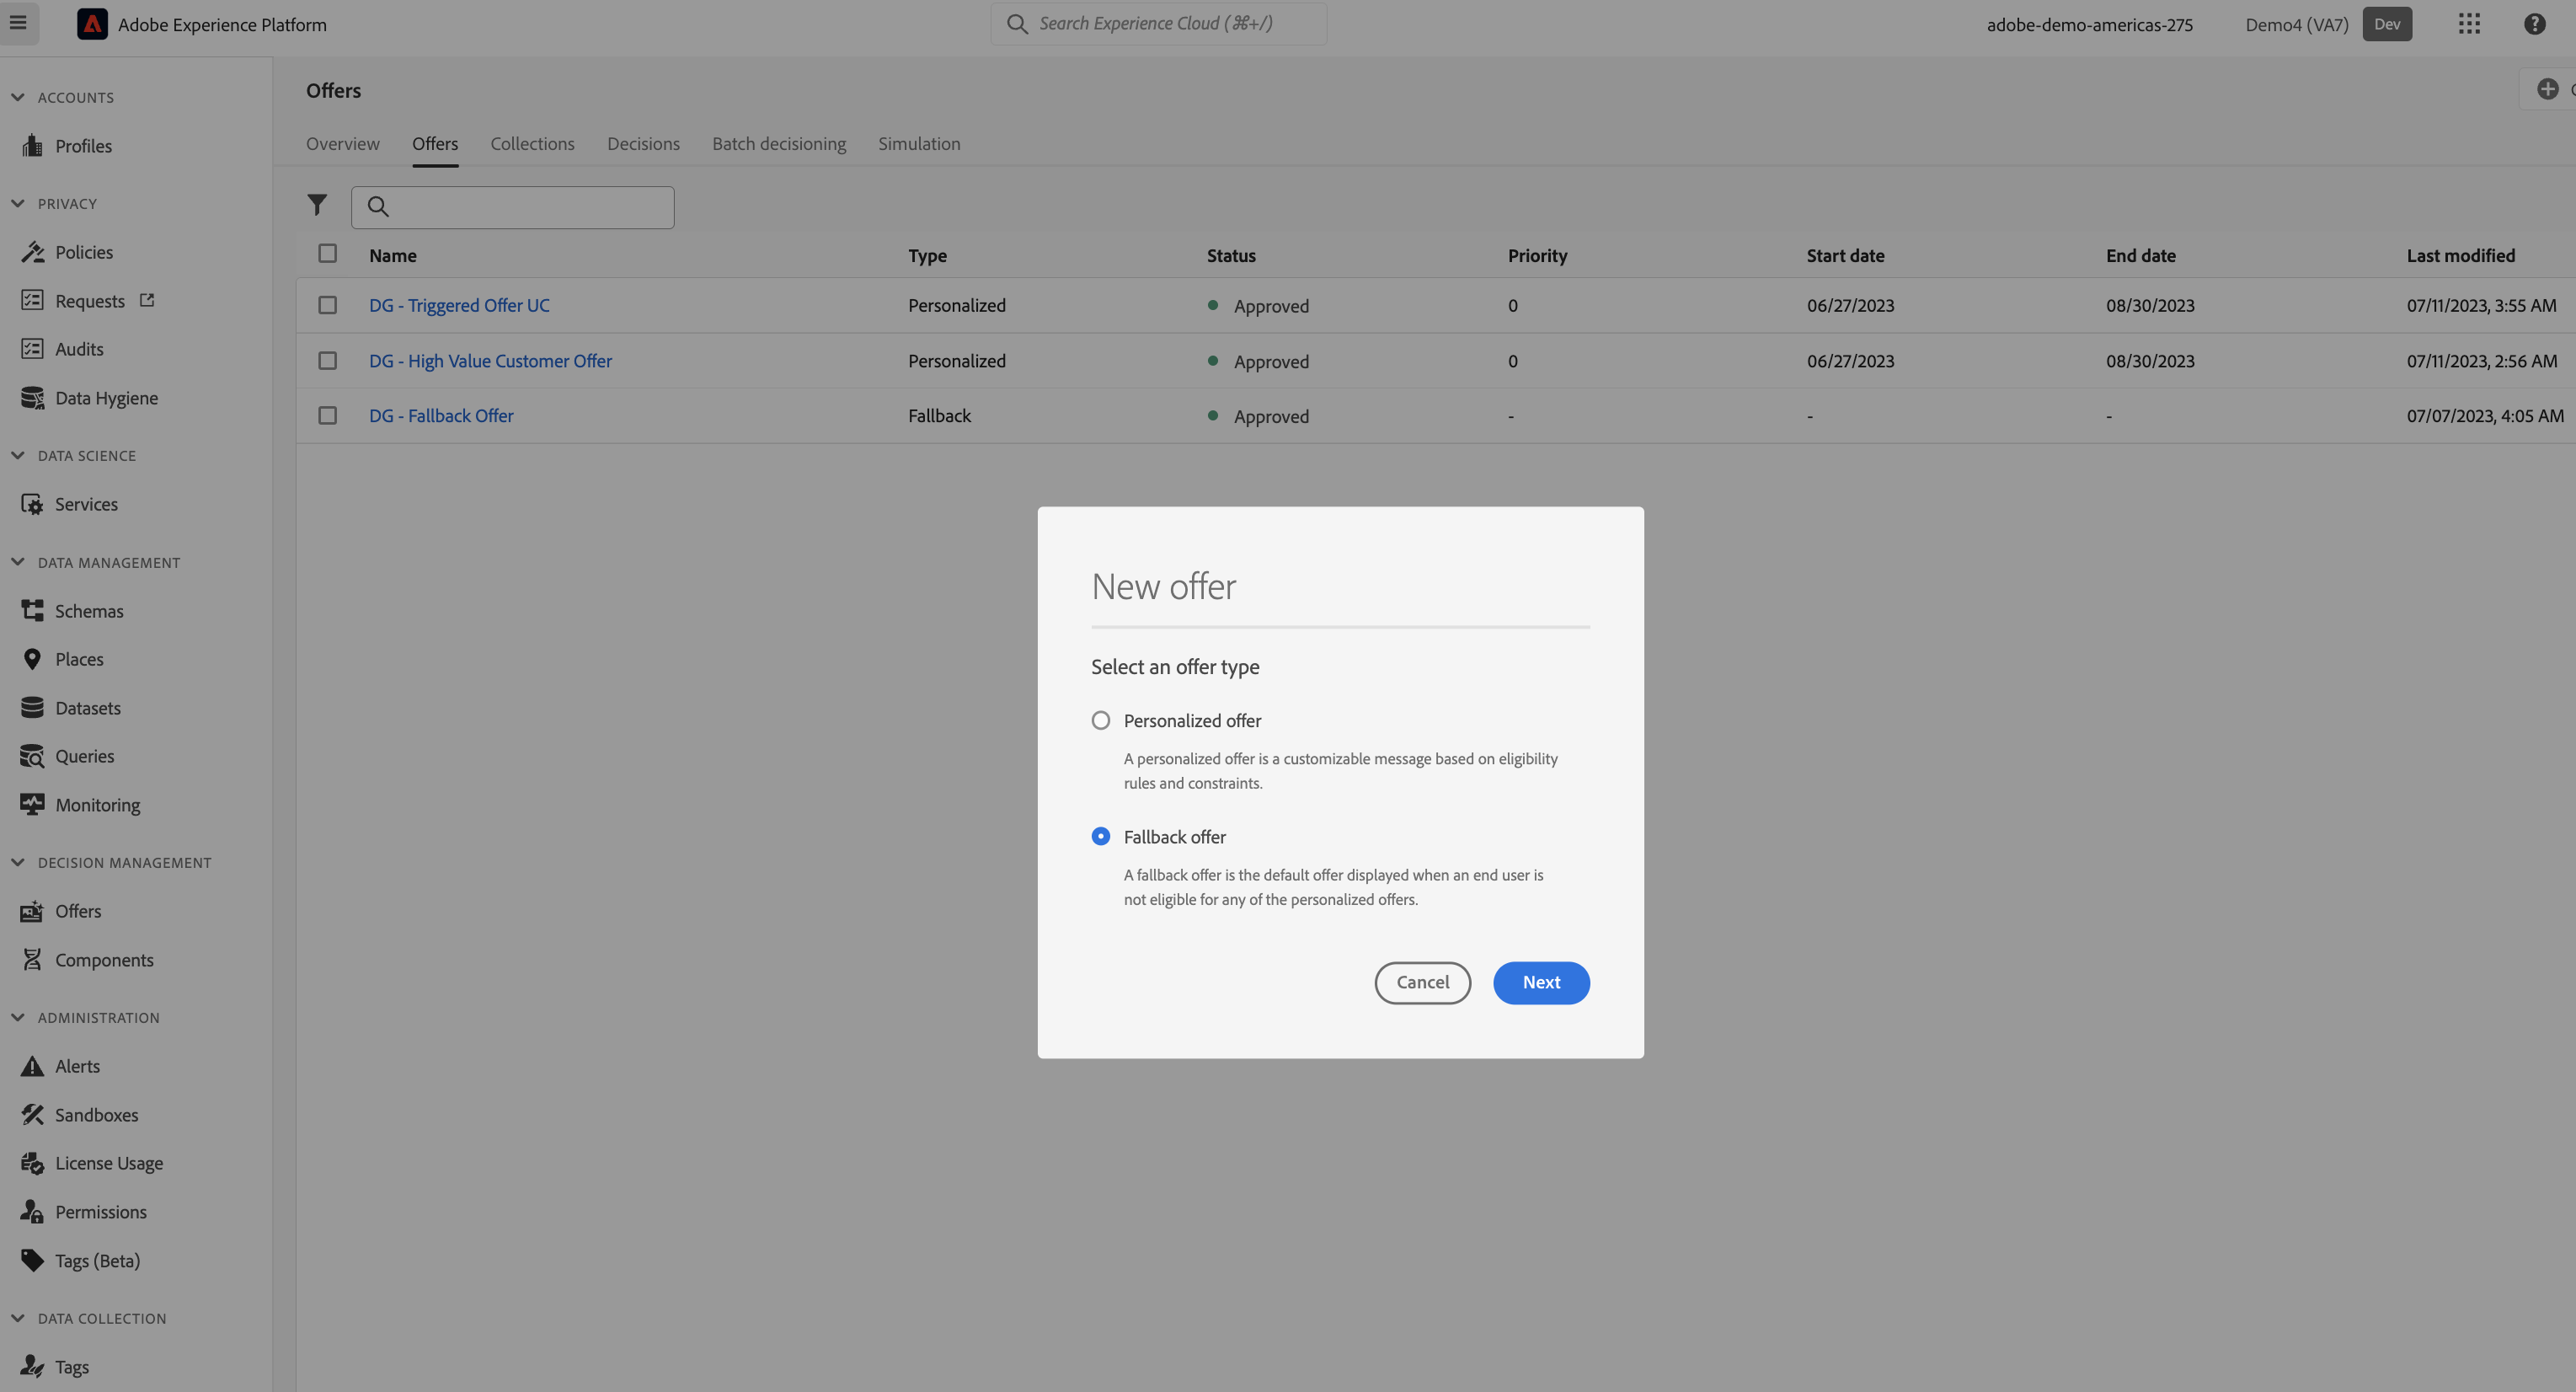 Adobe Experience Platform
Search Experience Cloud (⌘+/)
adobe-demo-americas-275
Demo4 (VA7)
Dev
ACCOUNTS
Profiles
PRIVACY
Policies
Requests
Audits
Data Hygiene
DATA SCIENCE
Services
DATA MANAGEMENT
Schemas
Places
Datasets
Queries
Monitoring
DECISION MANAGEMENT
Offers
Components
ADMINISTRATION
Alerts
Sandboxes
License Usage
Permissions
Tags (Beta)
DATA COLLECTION
Tags
Offers
Overview Offers Collections Decisions Batch decisioning Simulation
Name Type Status Priority Start date End date Last modified
DG - Triggered Offer UC Personalized Approved 0 06/27/2023 08/30/2023 07/11/2023, 3:55 AM
DG - High Value Customer Offer Personalized Approved 0 06/27/2023 08/30/2023 07/11/2023, 2:56 AM
DG - Fallback Offer Fallback Approved - - - 07/07/2023, 4:05 AM
New offer
Select an offer type
Personalized offer
A personalized offer is a customizable message based on eligibility
rules and constraints.
Fallback offer
A fallback offer is the default offer displayed when an end user is
not eligible for any of the personalized offers.
Cancel Next